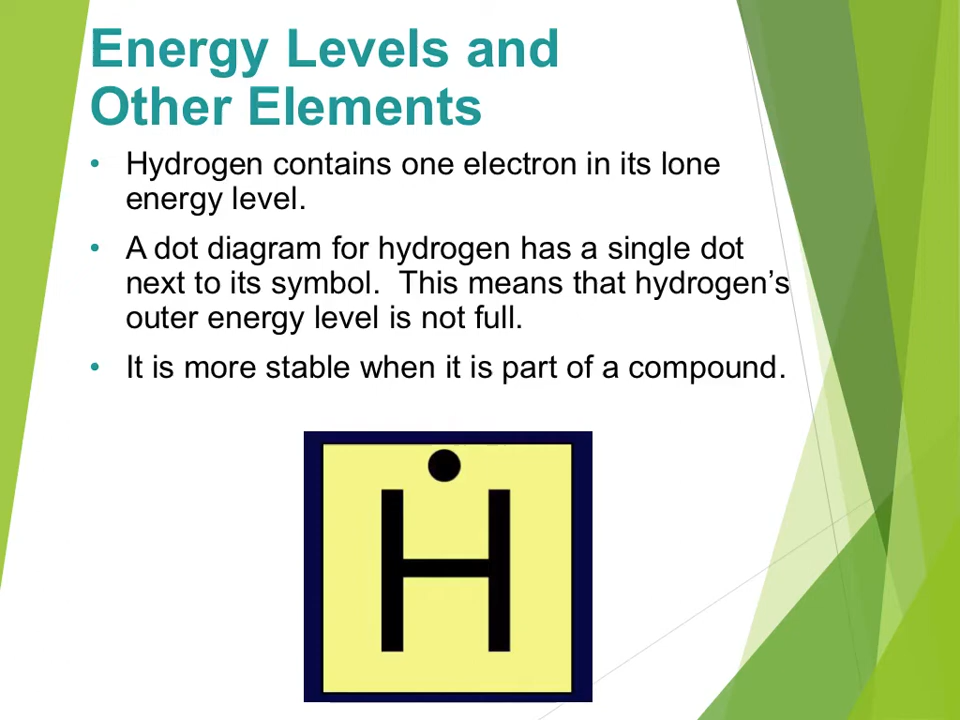 Energy Levels and
Other Elements
• Hydrogen contains one electron in its lone
energy level.
• A dot diagram for hydrogen has a single dot
next to its symbol.  This means that hydrogen’s
outer energy level is not full.
• It is more stable when it is part of a compound.
H